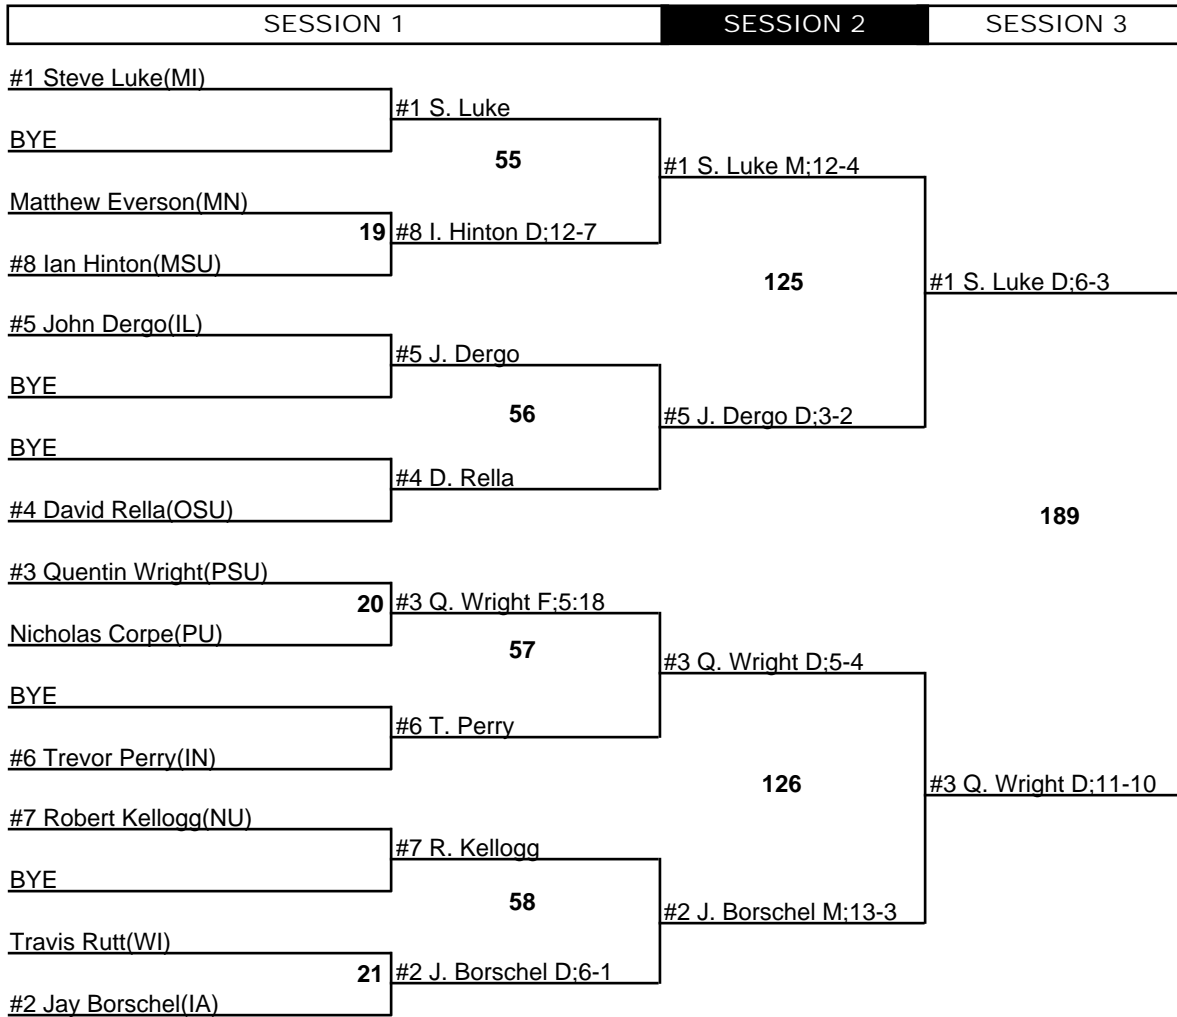 SESSION 1 SESSION 2 SESSION 3
#1 Steve Luke(MI)
#1 S. Luke
BYE
55
#1 S. Luke M;12-4
Matthew Everson(MN)
19 #8 I. Hinton D;12-7
#8 Ian Hinton(MSU)
125
#1 S. Luke D;6-3
#5 John Dergo(IL)
#5 J. Dergo
BYE
56
#5 J. Dergo D;3-2
BYE
#4 D. Rella
#4 David Rella(OSU)
189
#3 Quentin Wright(PSU)
20 #3 Q. Wright F;5:18
Nicholas Corpe(PU)
57
#3 Q. Wright D;5-4
BYE
#6 T. Perry
#6 Trevor Perry(IN)
126
#3 Q. Wright D;11-10
#7 Robert Kellogg(NU)
#7 R. Kellogg
BYE
58
#2 J. Borschel M;13-3
Travis Rutt(WI)
21 #2 J. Borschel D;6-1
#2 Jay Borschel(IA)